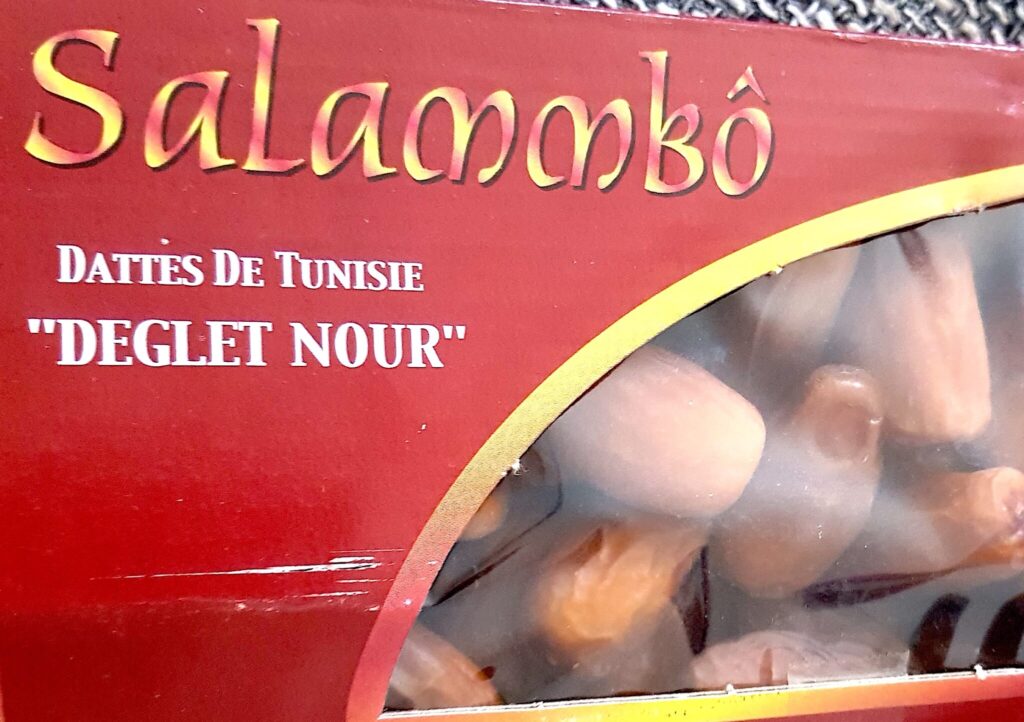 Salammbô
DATTES DE TUNISIE
"DEGLET NOUR"